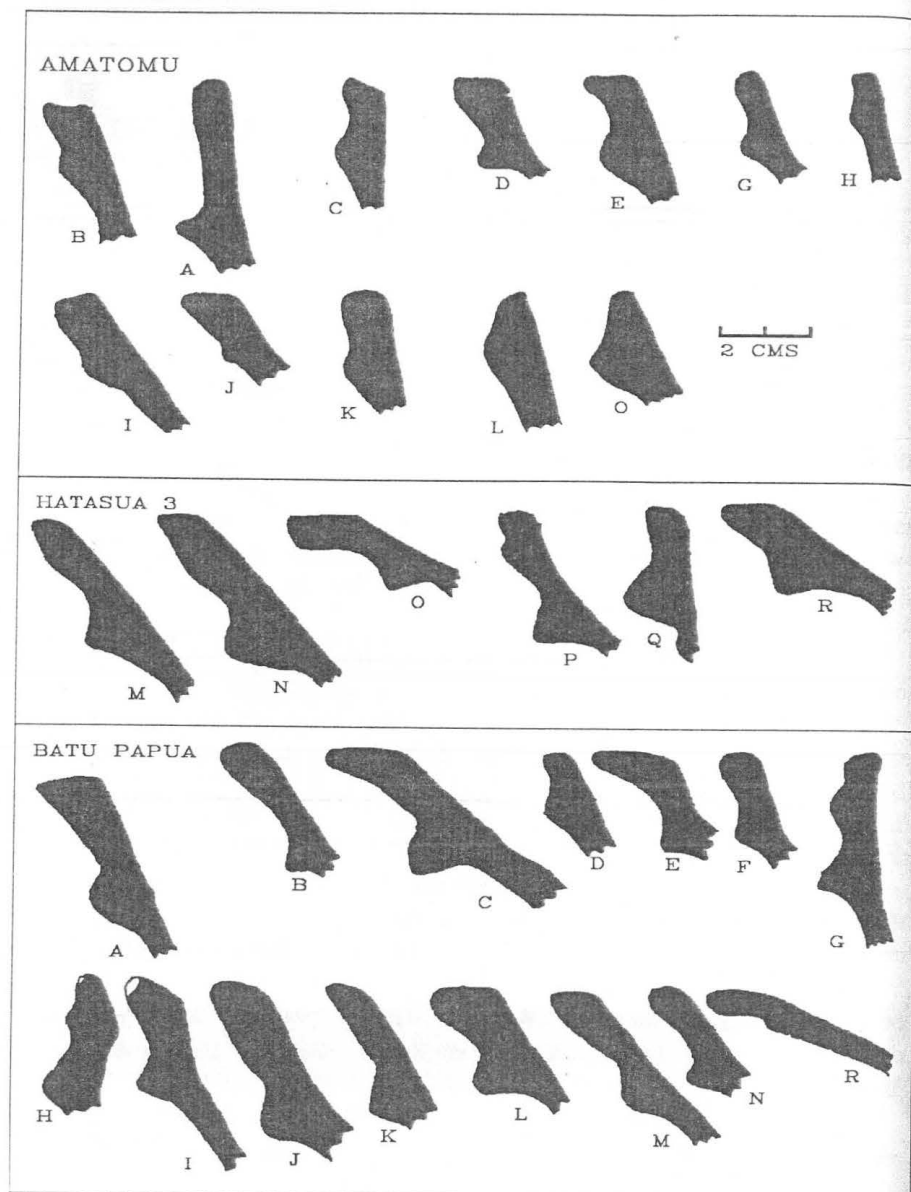 AMATOMU
B A C D E G H
I J K L O
2 CMS
HATASUA 3
M N O P Q R
BATU PAPUA
A B C D E F G
H I J K L M N R